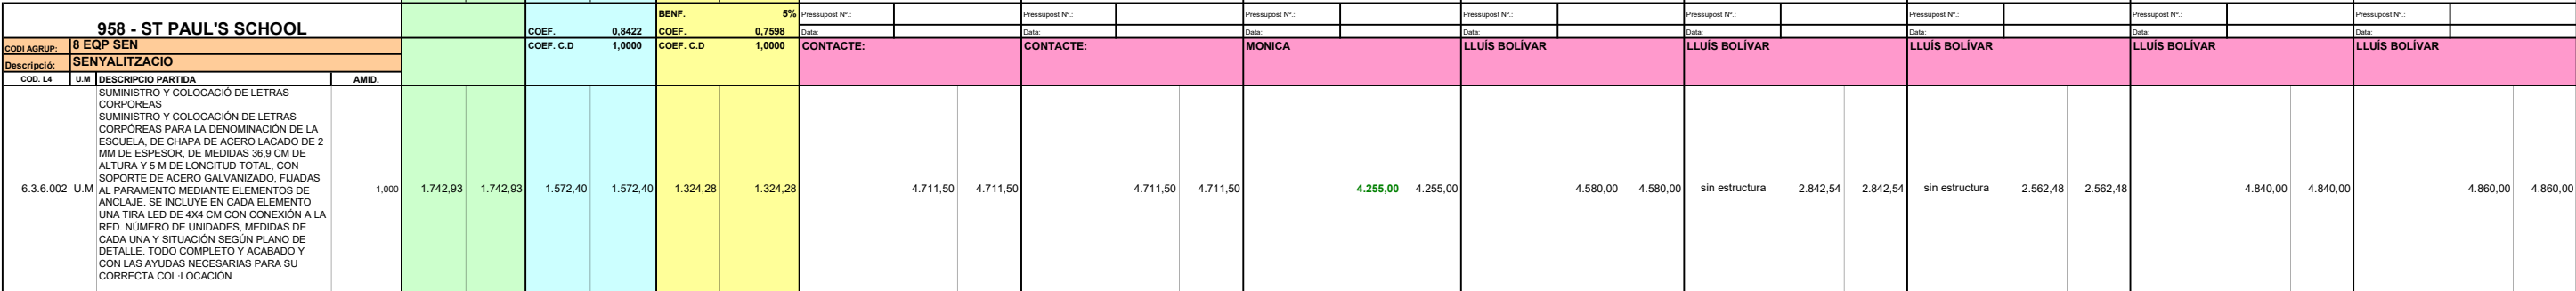 BENF. 5% Pressupost Nº.: Pressupost Nº.: Pressupost Nº.: Pressupost Nº.: Pressupost Nº.: Pressupost Nº.: Pressupost Nº.: Pressupost Nº.:
958 - ST PAUL'S SCHOOL COEF. 0,8422 COEF. 0,7598 Data: Data: Data: Data: Data: Data: Data: Data:
CODI AGRUP: 8 EQP SEN COEF. C.D 1,0000 COEF. C.D 1,0000 CONTACTE: CONTACTE: MONICA LLUÍS BOLÍVAR LLUÍS BOLÍVAR LLUÍS BOLÍVAR LLUÍS BOLÍVAR LLUÍS BOLÍVAR
Descripció: SENYALITZACIO
COD. L4 U.M DESCRIPCIO PARTIDA AMID.
SUMINISTRO Y COLOCACIÓ DE LETRAS
CORPOREAS
SUMINISTRO Y COLOCACIÓN DE LETRAS
CORPÓREAS PARA LA DENOMINACIÓN DE LA
ESCUELA, DE CHAPA DE ACERO LACADO DE 2
MM DE ESPESOR, DE MEDIDAS 36,9 CM DE
ALTURA Y 5 M DE LONGITUD TOTAL, CON
SOPORTE DE ACERO GALVANIZADO, FIJADAS
6.3.6.002 U.M AL PARAMENTO MEDIANTE ELEMENTOS DE 1,000 1.742,93 1.742,93 1.572,40 1.572,40 1.324,28 1.324,28 4.711,50 4.711,50 4.711,50 4.711,50 4.255,00 4.255,00 4.580,00 4.580,00 sin estructura 2.842,54 2.842,54 sin estructura 2.562,48 2.562,48 4.840,00 4.840,00 4.860,00 4.860,00
ANCLAJE. SE INCLUYE EN CADA ELEMENTO
UNA TIRA LED DE 4X4 CM CON CONEXIÓN A LA
RED. NÚMERO DE UNIDADES, MEDIDAS DE
CADA UNA Y SITUACIÓN SEGÚN PLANO DE
DETALLE. TODO COMPLETO Y ACABADO Y
CON LAS AYUDAS NECESARIAS PARA SU
CORRECTA COL·LOCACIÓN